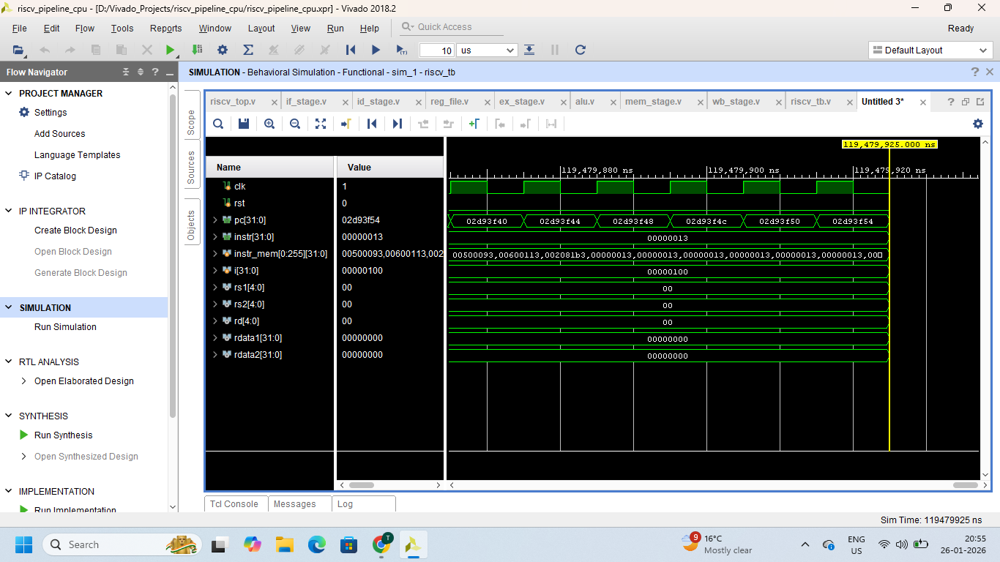 riscv_pipeline_cpu - [D:/Vivado_Projects/riscv_pipeline_cpu/riscv_pipeline_cpu.xpr] - Vivado 2018.2
File Edit Flow Tools Reports Window Layout View Run Help Quick Access Ready
10 us Default Layout
Flow Navigator
SIMULATION - Behavioral Simulation - Functional - sim_1 - riscv_tb
PROJECT MANAGER
Settings
Add Sources
Language Templates
IP Catalog
IP INTEGRATOR
Create Block Design
Open Block Design
Generate Block Design
SIMULATION
Run Simulation
RTL ANALYSIS
Open Elaborated Design
SYNTHESIS
Run Synthesis
Open Synthesized Design
IMPLEMENTATION
Run Implementation
Scope
Sources
Objects
riscv_top.v if_stage.v id_stage.v reg_file.v ex_stage.v alu.v mem_stage.v wb_stage.v riscv_tb.v Untitled 3*
119,479,925.000 ns
Name Value
119,479,880 ns 119,479,900 ns 119,479,920 ns
clk 1
rst 0
pc[31:0] 02d93f54 02d93f40 02d93f44 02d93f48 02d93f4c 02d93f50 02d93f54
instr[31:0] 00000013 00000013
instr_mem[0:255][31:0] 00500093,00600113,002 00500093,00600113,002081b3,00000013,00000013,00000013,00000013,00000013,00
i[31:0] 00000100 00000100
rs1[4:0] 00 00
rs2[4:0] 00 00
rd[4:0] 00 00
rdata1[31:0] 00000000 00000000
rdata2[31:0] 00000000 00000000
Tcl Console Messages Log
Sim Time: 119479925 ns
Search
T
9
16°C
Mostly clear
ENG
US
20:55
26-01-2026